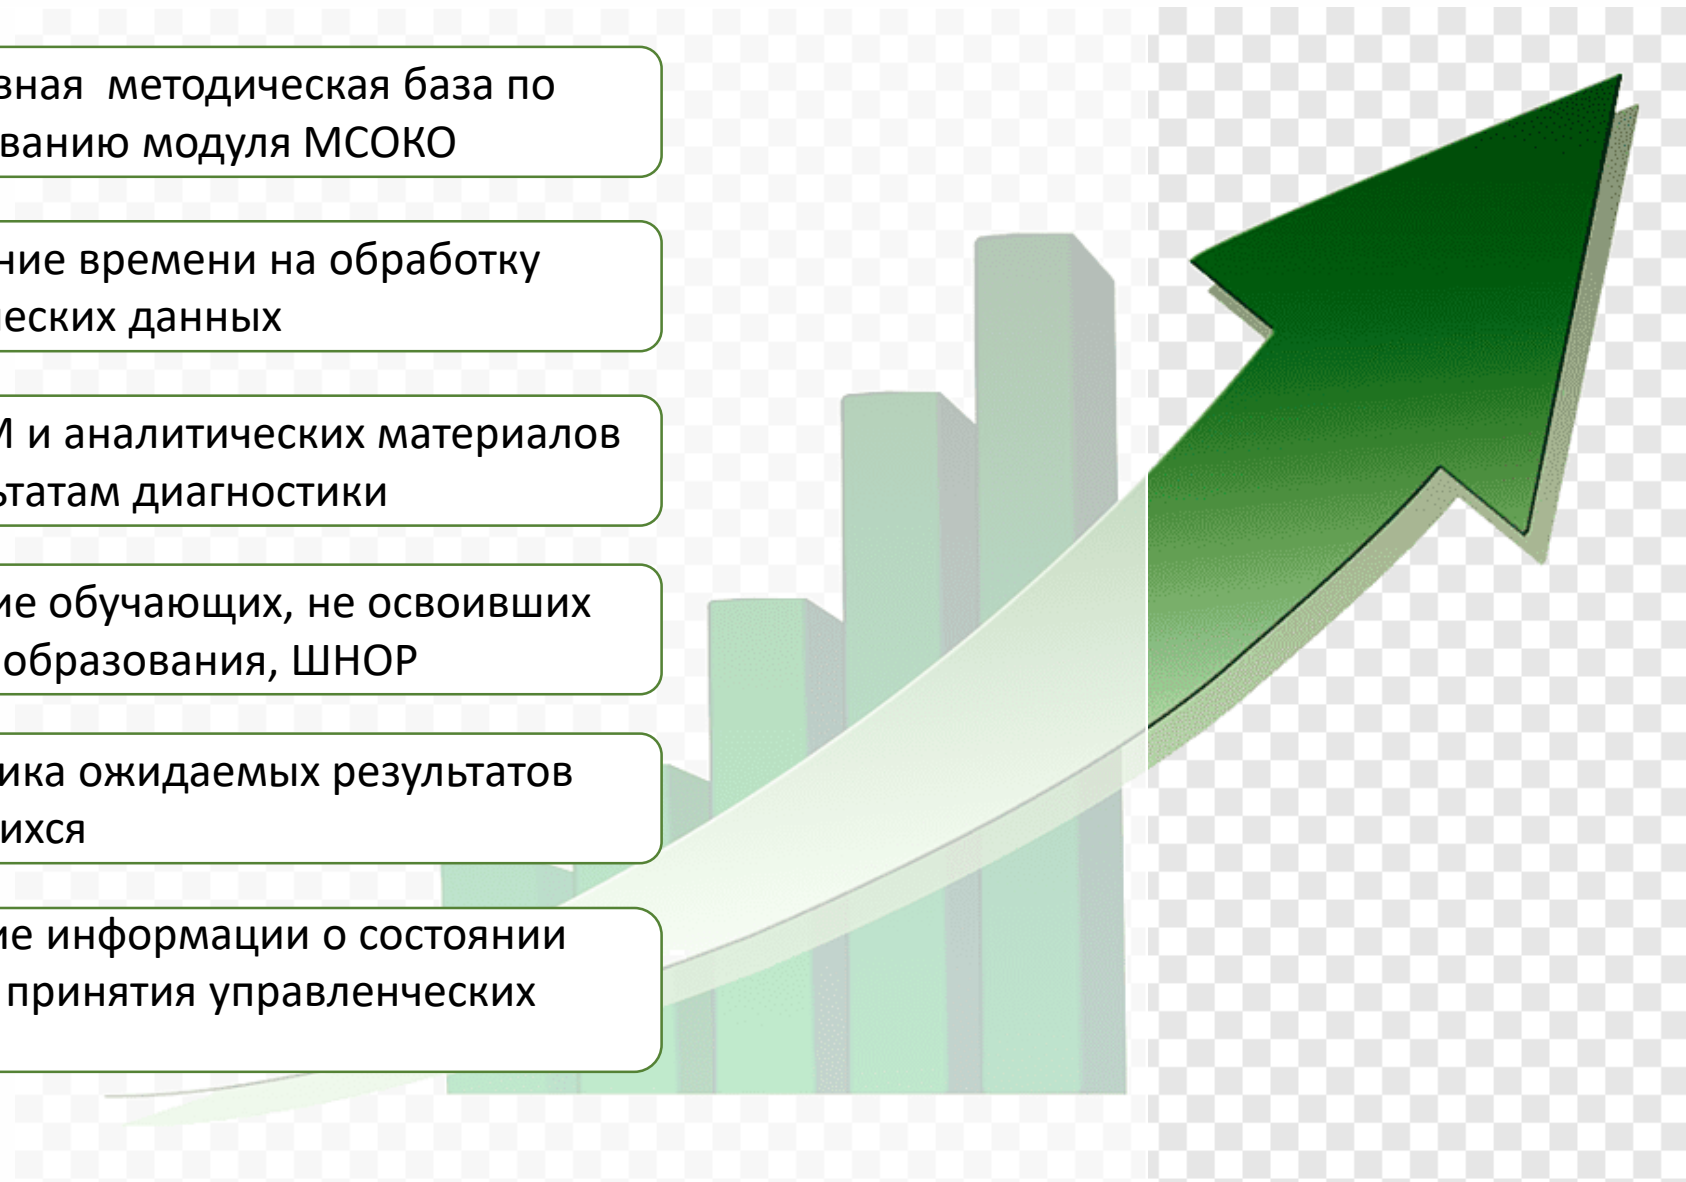 вная методическая база по
ванию модуля МСОКО
ние времени на обработку
еских данных
М и аналитических материалов
ьтатам диагностики
ие обучающих, не освоивших
образования, ШНОР
ика ожидаемых результатов
ихся
ие информации о состоянии
принятия управленческих